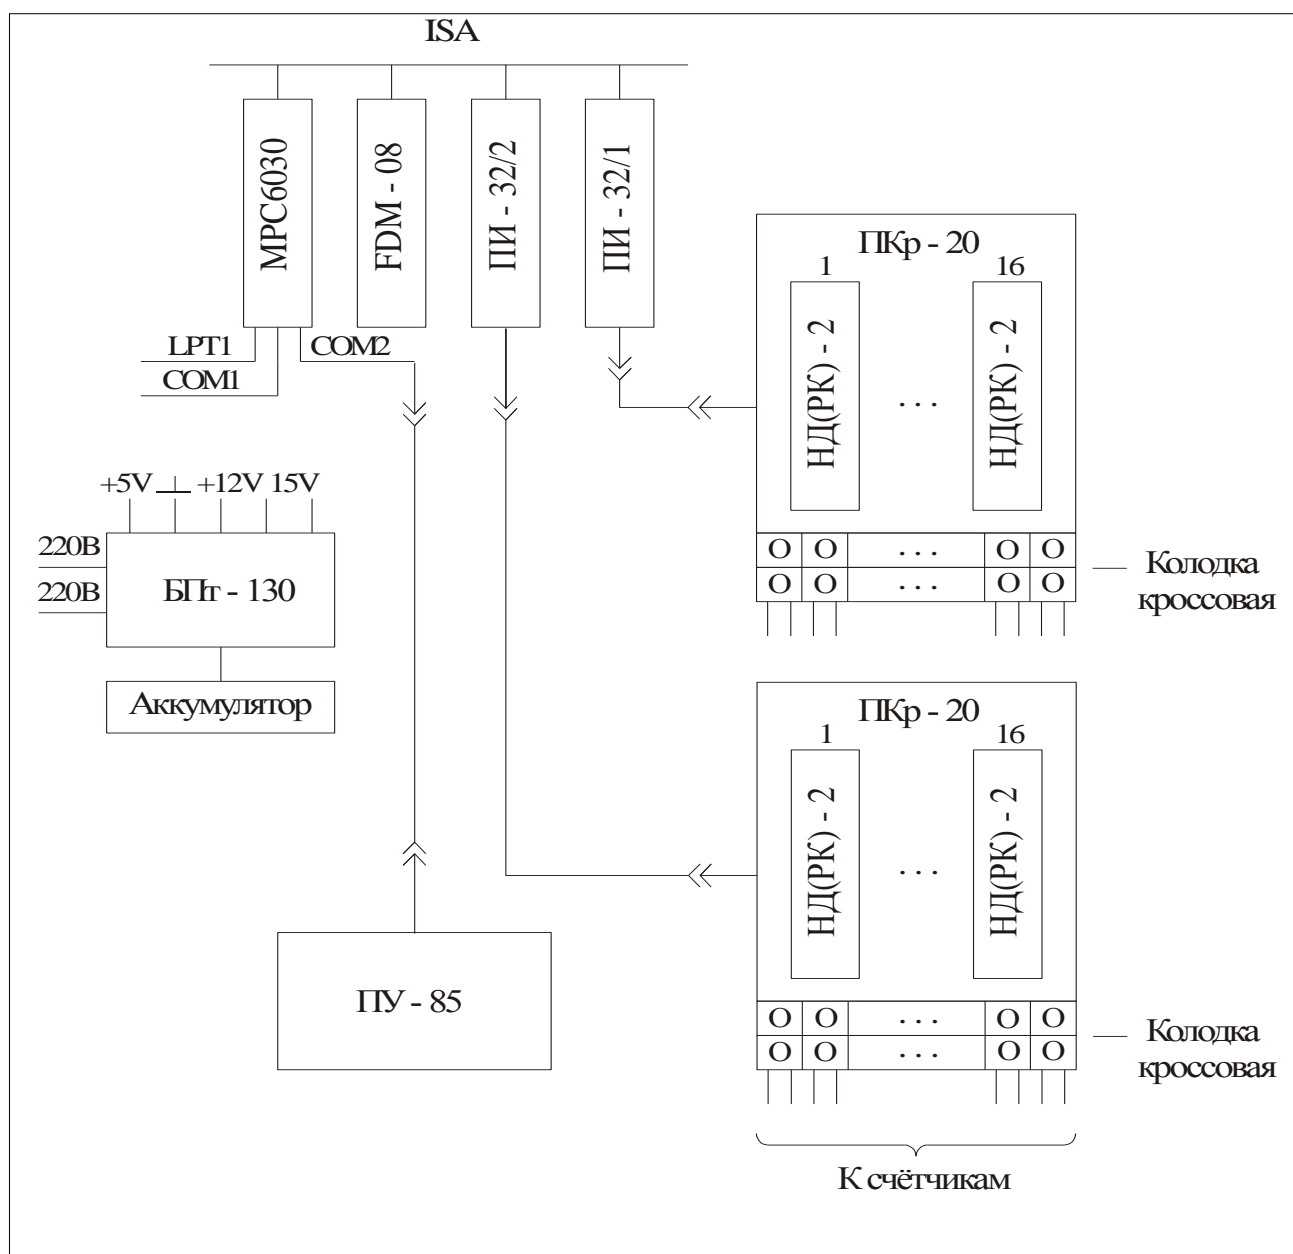 ISA
MPC6030
FDM - 08
ПИ - 32/2
ПИ - 32/1
LPT1
COM1
COM2
ПКр - 20
1
16
НД(РК) - 2
. . .
НД(РК) - 2
О О . . . О О
О О . . . О О
Колодка
кроссовая
+5V +12V 15V
220В
220В
БПт - 130
Аккумулятор
ПКр - 20
1
16
НД(РК) - 2
. . .
НД(РК) - 2
О О . . . О О
О О . . . О О
Колодка
кроссовая
ПУ - 85
К счётчикам